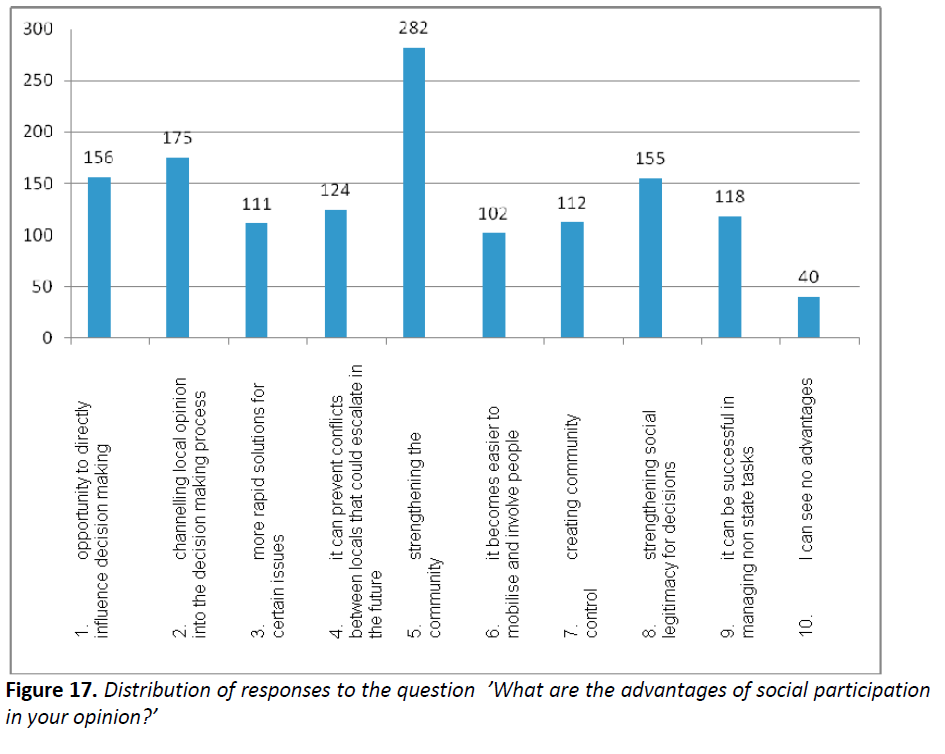 300
250
200
150
100
50
0
156
175
111
124
282
102
112
155
118
40
1. opportunity to directly
influence decision making
2. channelling local opinion
into the decision making process
3. more rapid solutions for
certain issues
4. it can prevent conflicts
between locals that could escalate in
the future
5. strengthening the
community
6. it becomes easier to
mobilise and involve people
7. creating community
control
8. strengthening social
legitimacy for decisions
9. it can be successful in
managing non state tasks
10. I can see no advantages
Figure 17. Distribution of responses to the question ’What are the advantages of social participation
in your opinion?’